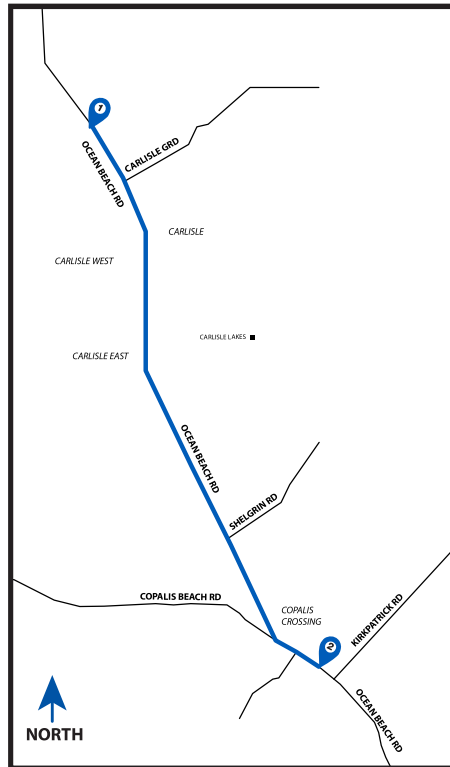 1
CARLISLE GRD
OCEAN BEACH RD
CARLISLE
CARLISLE WEST
CARLISLE LAKES
CARLISLE EAST
OCEAN BEACH RD
SHELGRIN RD
COPALIS BEACH RD
COPALIS
CROSSING
KIRKPATRICK RD
2
OCEAN BEACH RD
NORTH